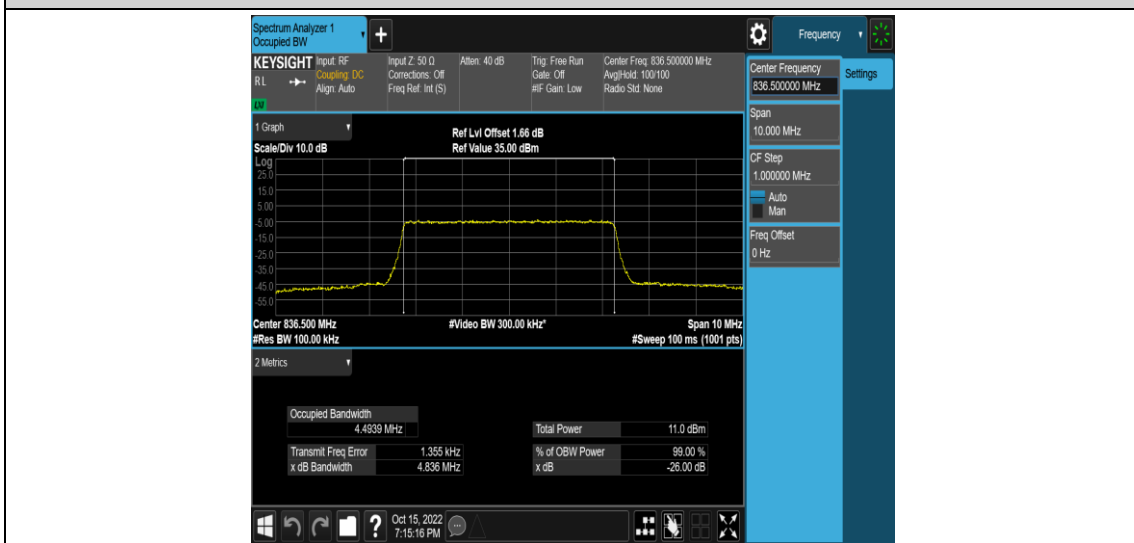 Spectrum Analyzer 1
Occupied BW
+
Frequency
KEYSIGHT
RL
LXI
Input: RF
Coupling: DC
Align: Auto
Input Z: 50 Ω
Corrections: Off
Freq Ref: Int (S)
Atten: 40 dB
Trig: Free Run
Gate: Off
#IF Gain: Low
Center Freq: 836.500000 MHz
Avg|Hold: 100/100
Radio Std: None
Center Frequency
836.500000 MHz
Settings
Span
10.000 MHz
CF Step
1.000000 MHz
Auto
Man
Freq Offset
0 Hz
1 Graph
Ref Lvl Offset 1.66 dB
Scale/Div 10.0 dB
Ref Value 35.00 dBm
Log
25.0
15.0
5.00
-5.00
-15.0
-25.0
-35.0
-45.0
-55.0
Center 836.500 MHz
#Video BW 300.00 kHz*
Span 10 MHz
#Res BW 100.00 kHz
#Sweep 100 ms (1001 pts)
2 Metrics
Occupied Bandwidth
4.4939 MHz
Total Power 11.0 dBm
Transmit Freq Error 1.355 kHz
% of OBW Power 99.00 %
x dB Bandwidth 4.836 MHz
x dB -26.00 dB
?
Oct 15, 2022
7:15:16 PM